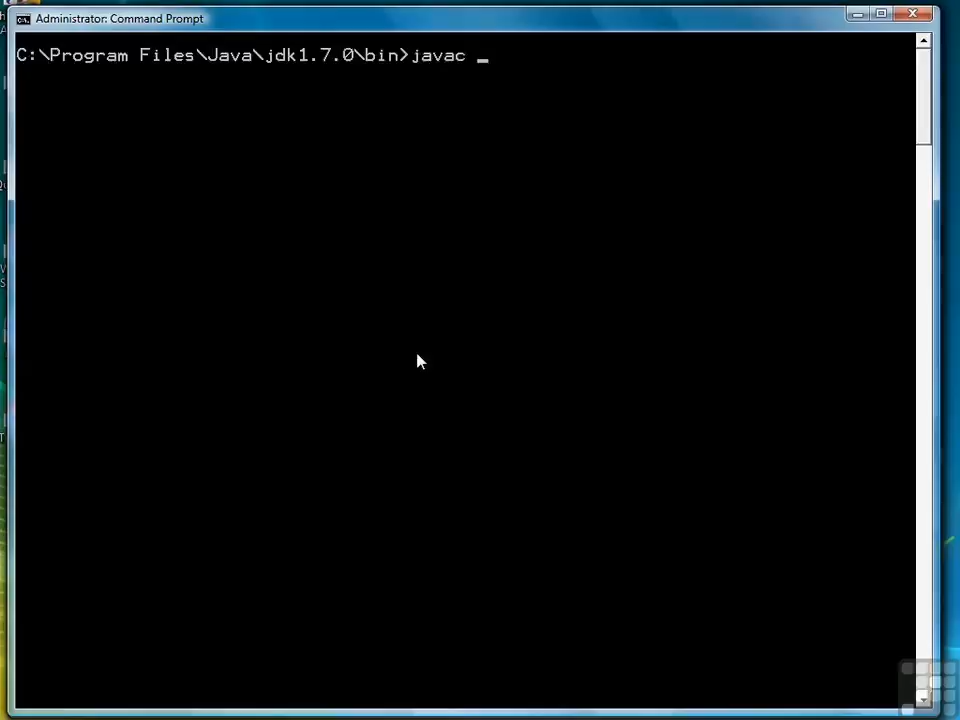 Administrator: Command Prompt
C:\Program Files\Java\jdk1.7.0\bin>javac _